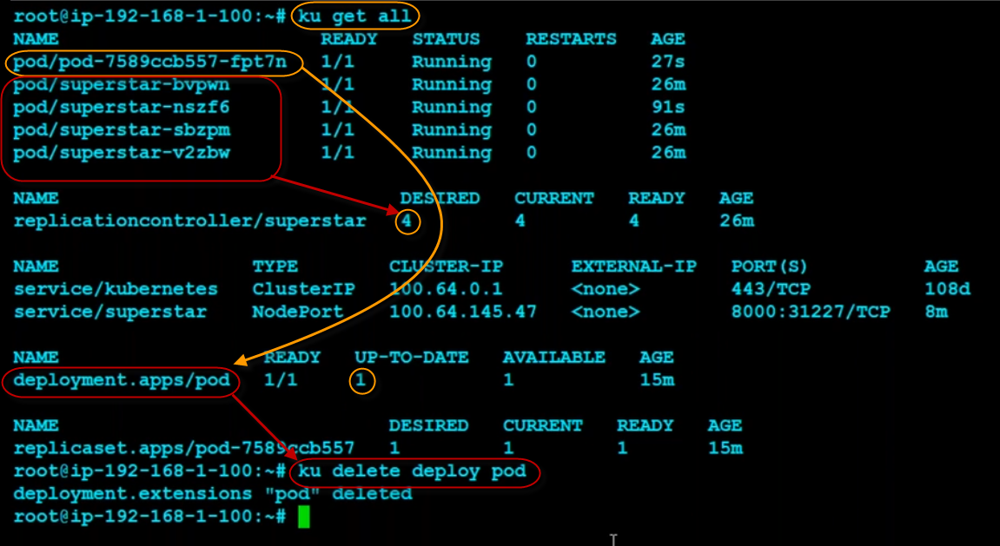 root@ip-192-168-1-100:~# ku get all
NAME READY STATUS RESTARTS AGE
pod/pod-7589ccb557-fpt7n 1/1 Running 0 27s
pod/superstar-bvpwn 1/1 Running 0 26m
pod/superstar-nszf6 1/1 Running 0 91s
pod/superstar-sbzpm 1/1 Running 0 26m
pod/superstar-v2zbw 1/1 Running 0 26m
NAME DESIRED CURRENT READY AGE
replicationcontroller/superstar 4 4 4 26m
NAME TYPE CLUSTER-IP EXTERNAL-IP PORT(S) AGE
service/kubernetes ClusterIP 100.64.0.1 <none> 443/TCP 108d
service/superstar NodePort 100.64.145.47 <none> 8000:31227/TCP 8m
NAME READY UP-TO-DATE AVAILABLE AGE
deployment.apps/pod 1/1 1 1 15m
NAME DESIRED CURRENT READY AGE
replicaset.apps/pod-7589ccb557 1 1 1 15m
root@ip-192-168-1-100:~# ku delete deploy pod
deployment.extensions "pod" deleted
root@ip-192-168-1-100:~#